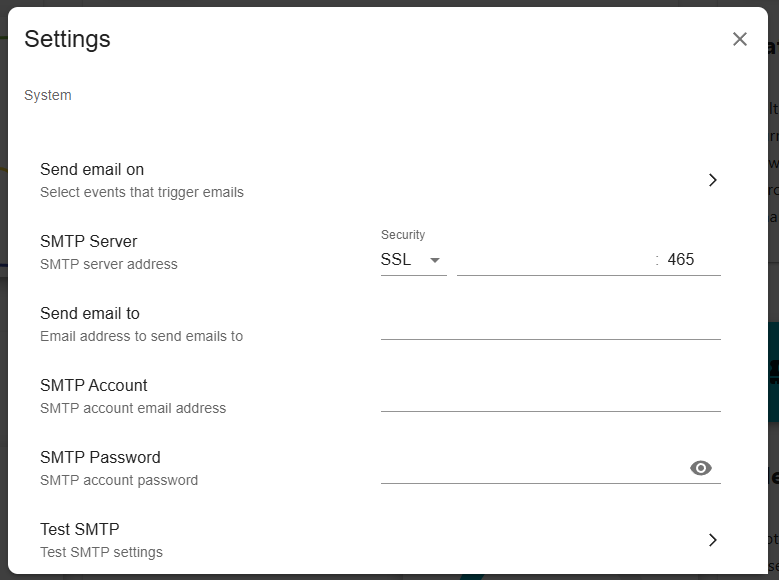 Settings
System
Send email on
Select events that trigger emails
SMTP Server
SMTP server address
Security
SSL
: 465
Send email to
Email address to send emails to
SMTP Account
SMTP account email address
SMTP Password
SMTP account password
Test SMTP
Test SMTP settings